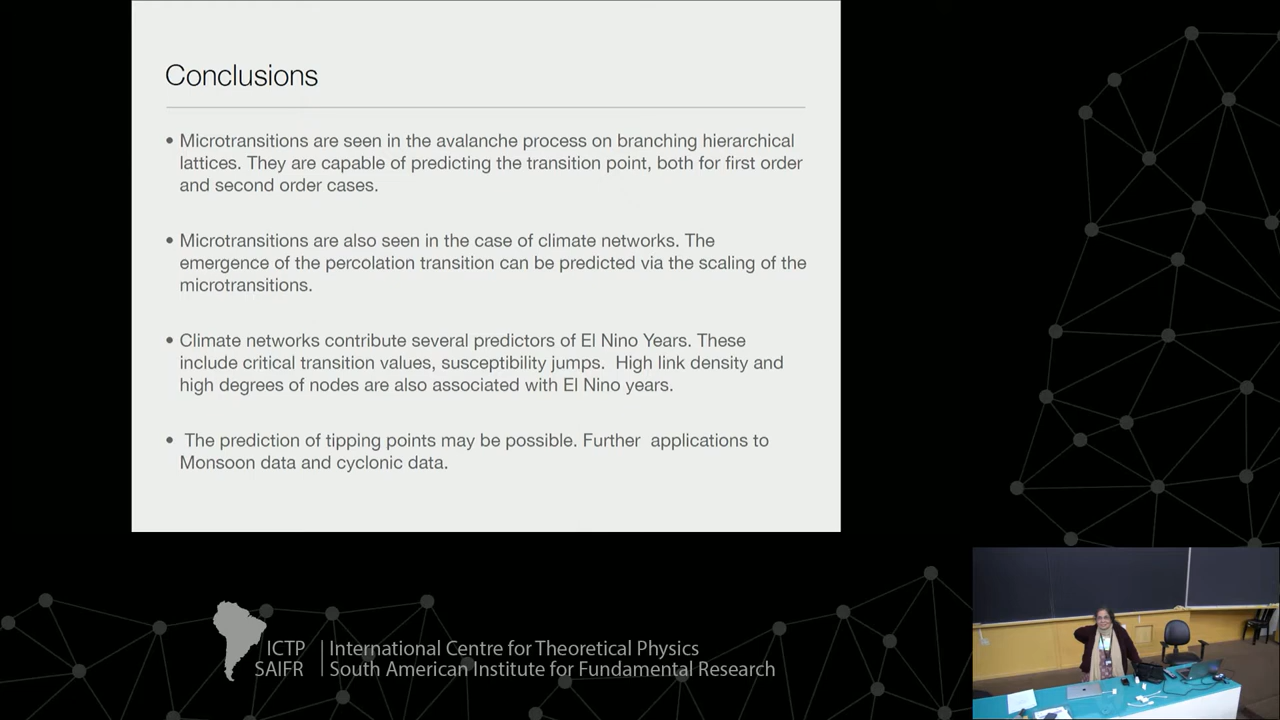 Conclusions
• Microtransitions are seen in the avalanche process on branching hierarchical
lattices. They are capable of predicting the transition point, both for first order
and second order cases.
• Microtransitions are also seen in the case of climate networks. The
emergence of the percolation transition can be predicted via the scaling of the
microtransitions.
• Climate networks contribute several predictors of El Nino Years. These
include critical transition values, susceptibility jumps.  High link density and
high degrees of nodes are also associated with El Nino years.
•  The prediction of tipping points may be possible. Further  applications to
Monsoon data and cyclonic data.
ICTP | International Centre for Theoretical Physics
SAIFR | South American Institute for Fundamental Research